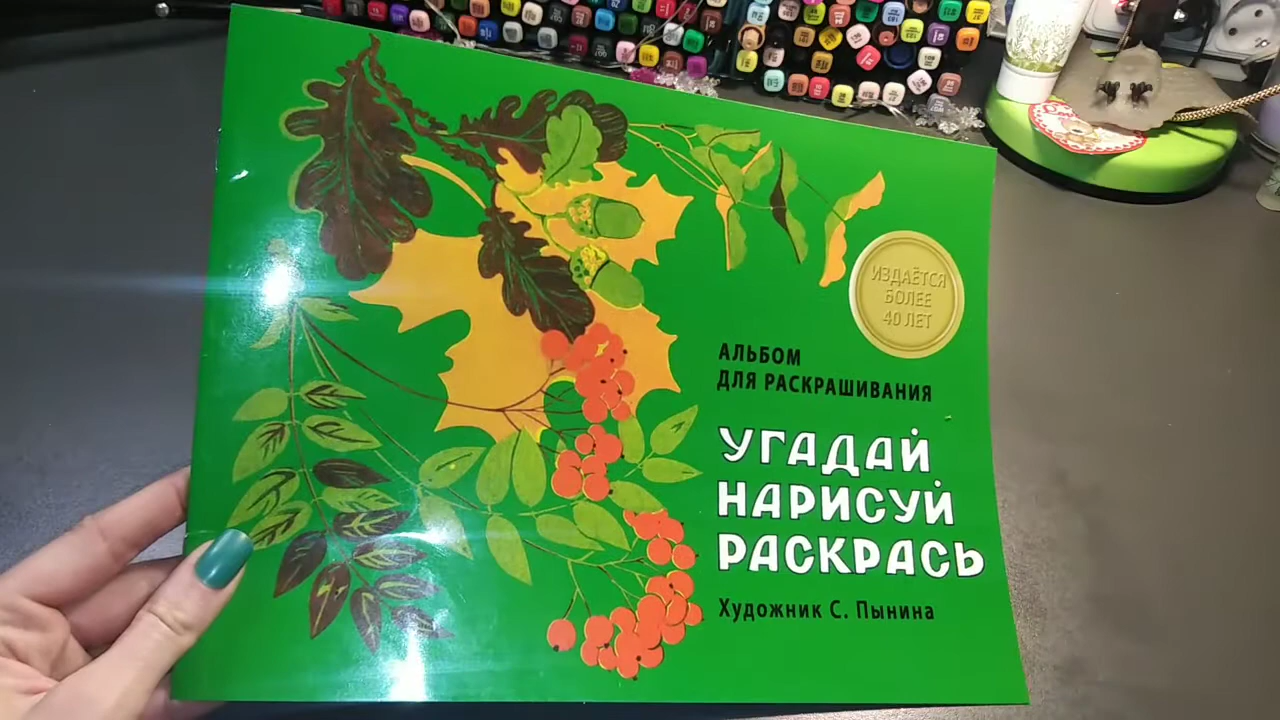 ИЗДАЁТСЯ
БОЛЕЕ
40 ЛЕТ
АЛЬБОМ
ДЛЯ РАСКРАШИВАНИЯ
УГАДАЙ
НАРИСУЙ
РАСКРАСЬ
Художник С. Пынина